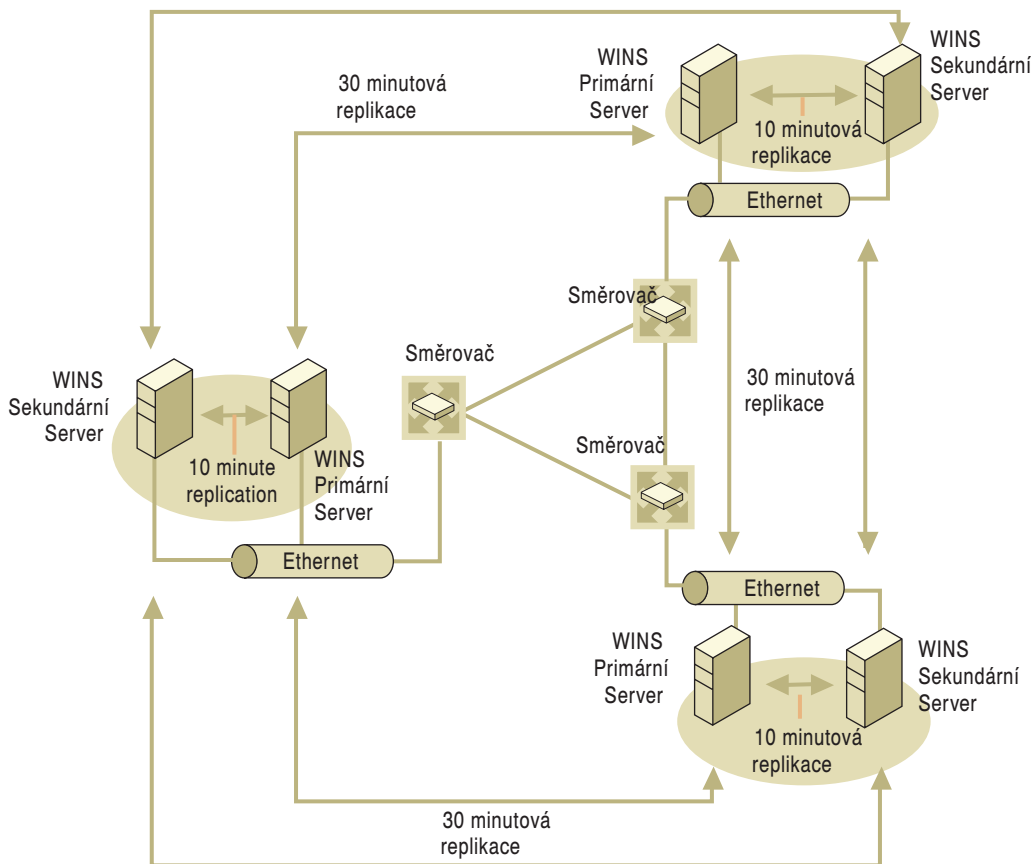 WINS
Primární
Server
WINS
Sekundární
Server
30 minutová
replikace
10 minutová
replikace
Ethernet
Směrovač
Směrovač
WINS
Sekundární
Server
10 minute
replication
WINS
Primární
Server
30 minutová
replikace
Směrovač
Ethernet
Ethernet
WINS
Primární
Server
WINS
Sekundární
Server
10 minutová
replikace
30 minutová
replikace